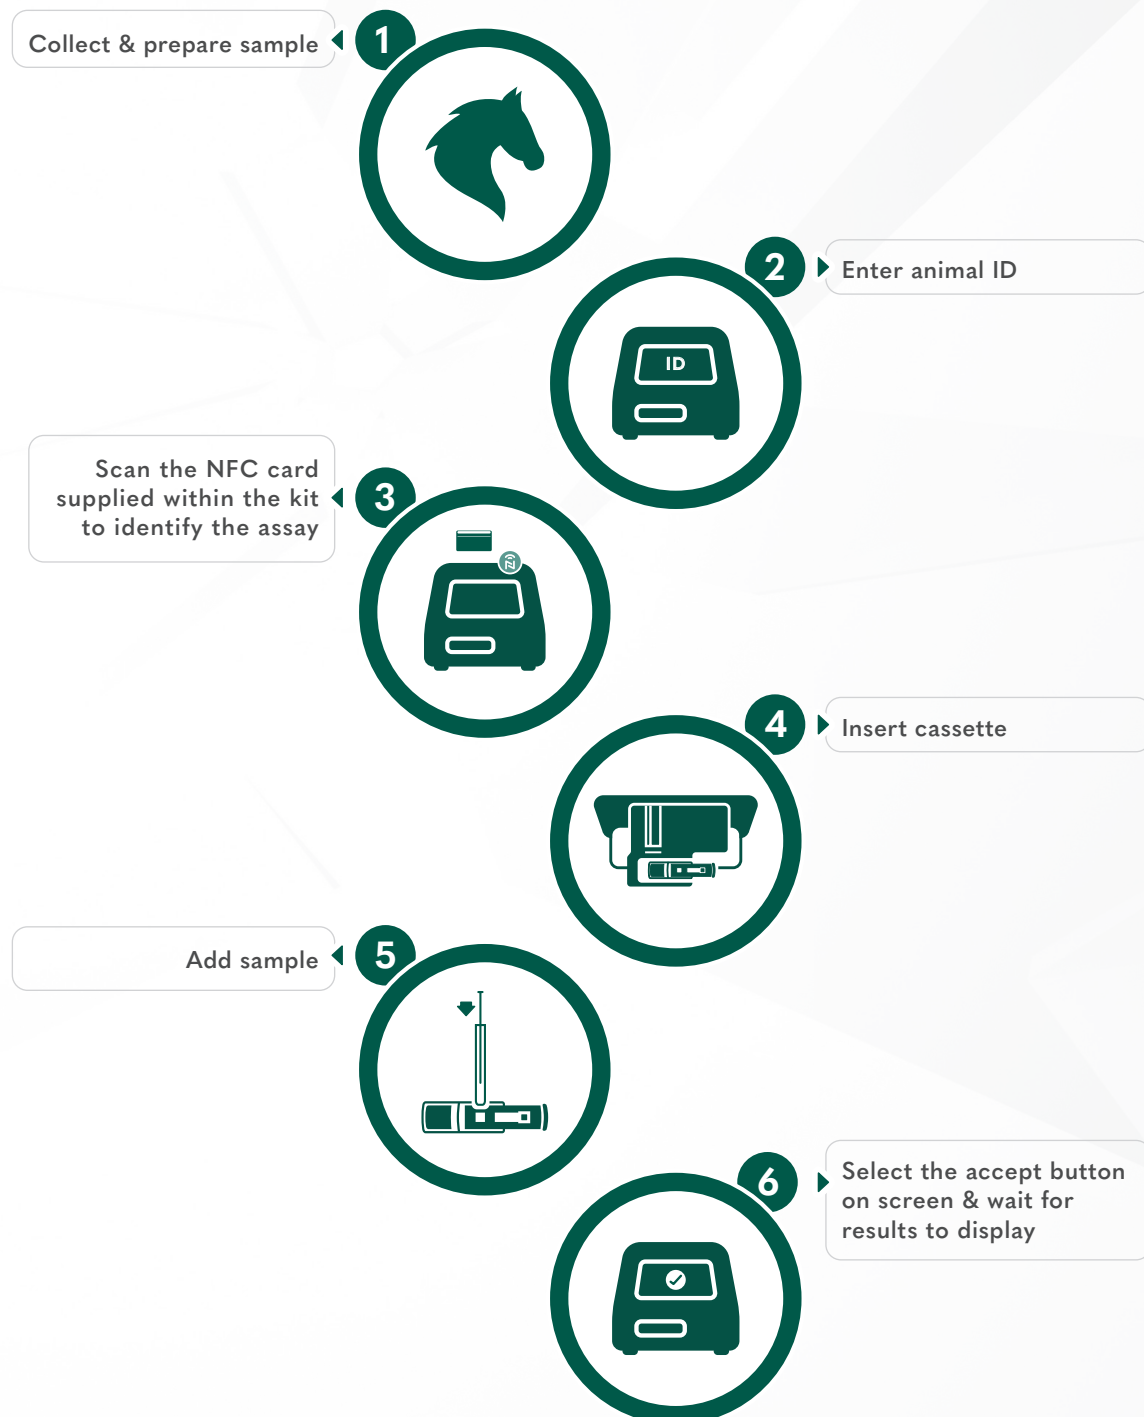 1
Collect & prepare sample
2
Enter animal ID
ID
3
Scan the NFC card
supplied within the kit
to identify the assay
4
Insert cassette
5
Add sample
6
Select the accept button
on screen & wait for
results to display